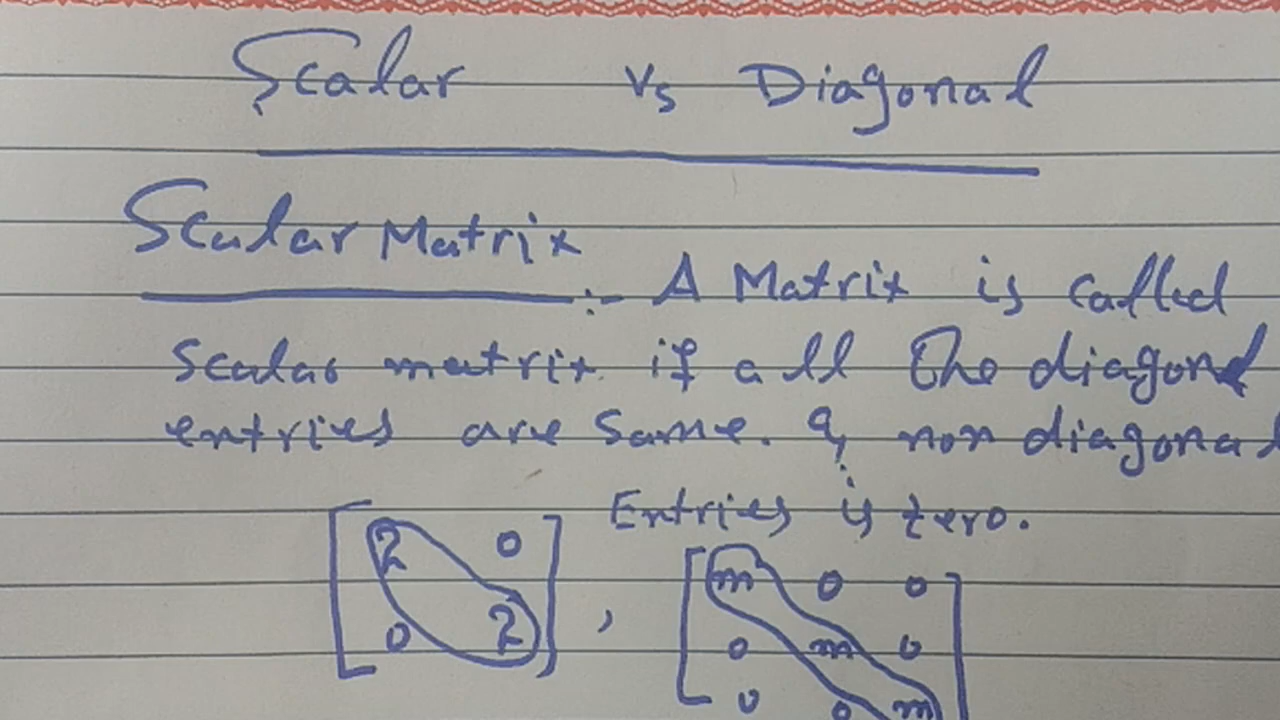 Scalar Vs Diagonal
Scalar Matrix :- A Matrix is called
Scalar matrix if all the diagonal
entries are same. & non diagonal
Entries is zero.
[2 0
0 2] , [m 0 0
0 m 0
0 0 m